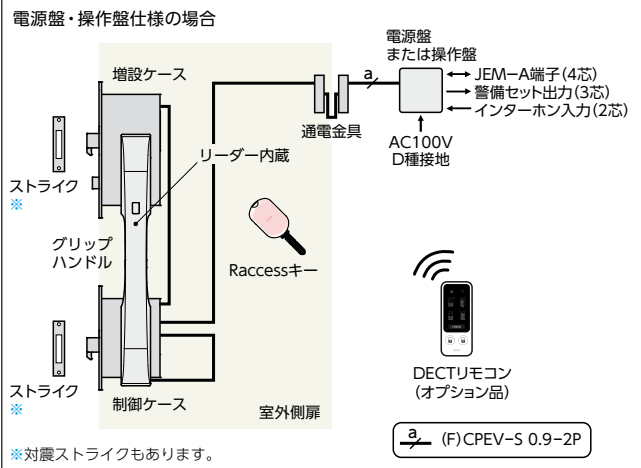 電源盤・操作盤仕様の場合
電源盤
または操作盤
a
JEM−A端子(4芯)
警備セット出力(3芯)
インターホン入力(2芯)
増設ケース
通電金具
AC100V
D種接地
リーダー内蔵
ストライク
※
グリップ
ハンドル
Raccessキー
DECTリモコン
(オプション品)
ストライク
※
制御ケース
室外側扉
a (F)CPEV−S 0.9−2P
※対震ストライクもあります。